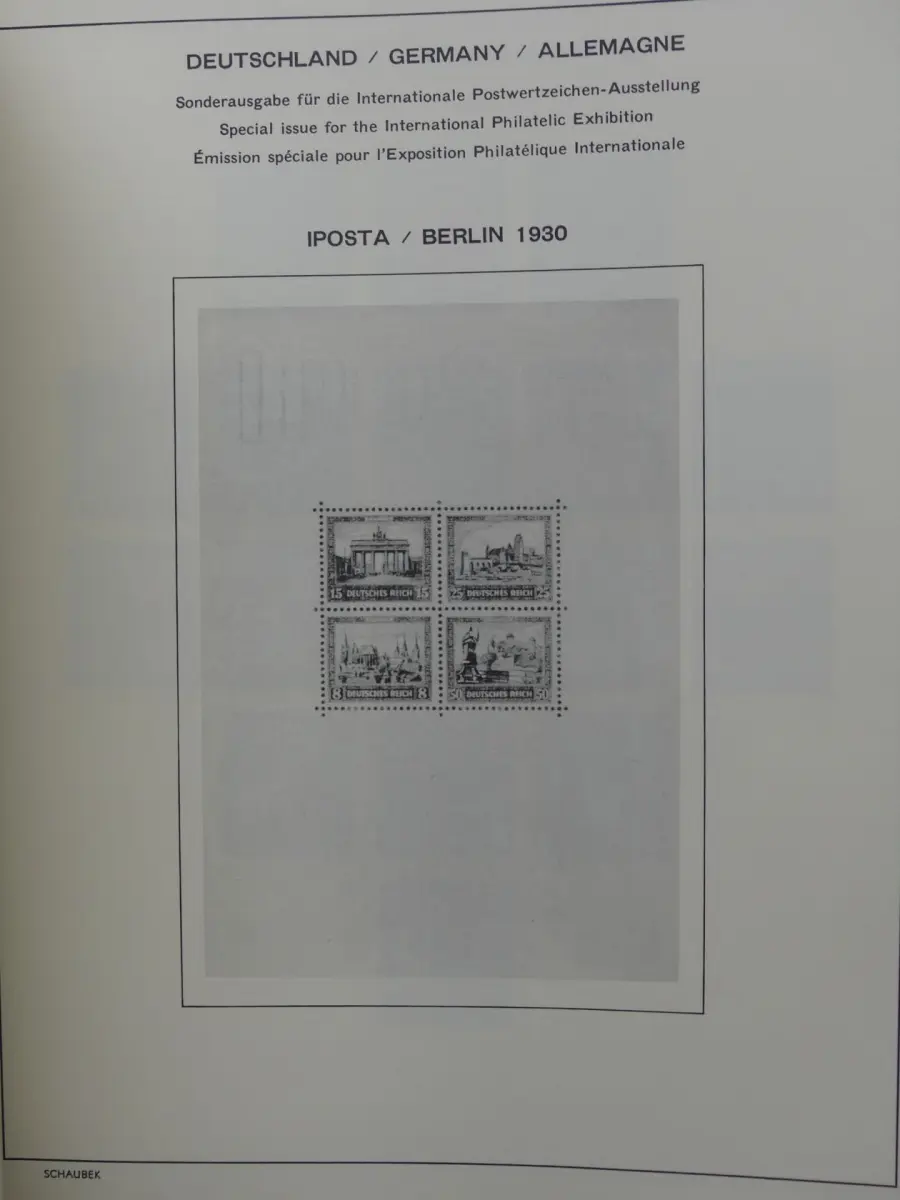 DEUTSCHLAND / GERMANY / ALLEMAGNE
Sonderausgabe für die Internationale Postwertzeichen-Ausstellung
Special issue for the International Philatelic Exhibition
Émission spéciale pour l'Exposition Philatélique Internationale
IPOSTA / BERLIN 1930
15 DEUTSCHES REICH 15
25 DEUTSCHES REICH 25
8 DEUTSCHES REICH 8
50 DEUTSCHES REICH 50
SCHAUBEK